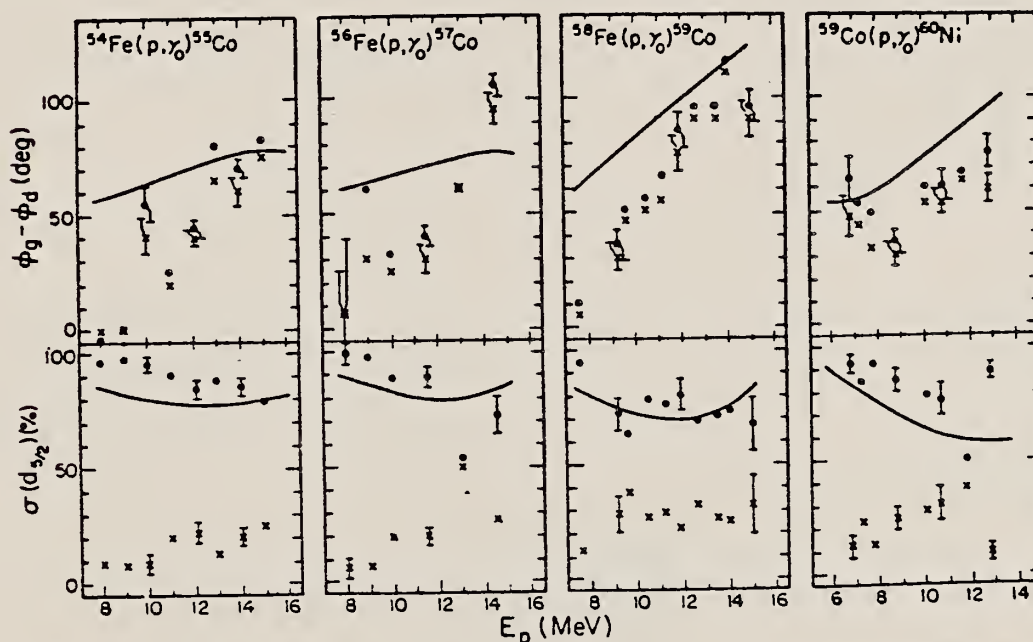 ⁵⁴Fe(p,γ₀)⁵⁵Co
⁵⁶Fe(p,γ₀)⁵⁷Co
⁵⁸Fe(p,γ₀)⁵⁹Co
⁵⁹Co(p,γ₀)⁶⁰Ni
ϕg-ϕd (deg)
100
50
0
σ(d5/2)(%)
100
50
0
8 10 12 14 16
8 10 12 14 16
8 10 12 14 16
6 8 10 12 14
Ep (MeV)